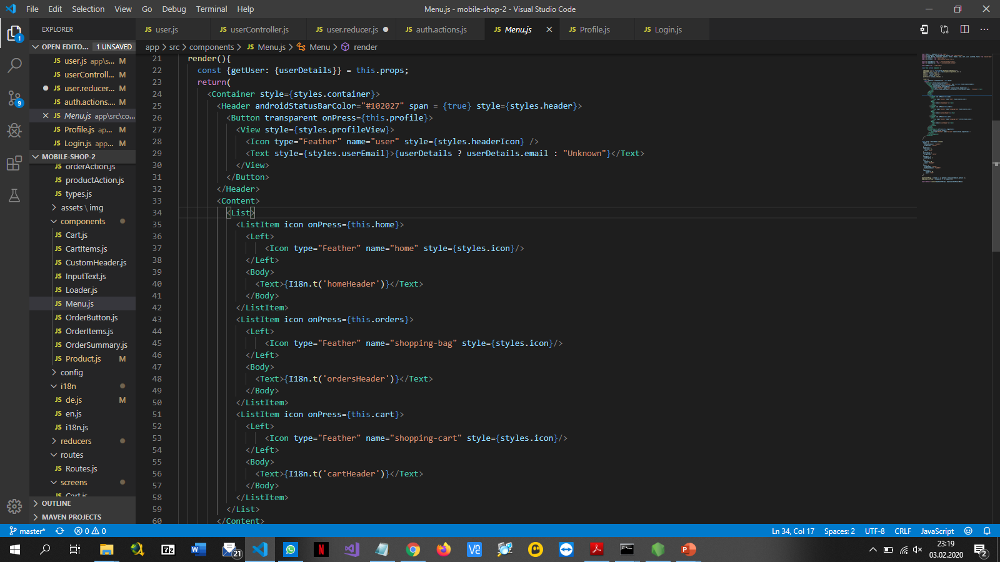 File Edit Selection View Go Debug Terminal Help Menu.js - mobile-shop-2 - Visual Studio Code
EXPLORER
user.js userController.js user.reducer.js auth.actions.js Menu.js Profile.js Login.js
OPEN EDITO... 1 UNSAVED
app > src > components > JS Menu.js > Menu > render
JS user.js app\s... M
JS userControll... M
JS user.reducer... M
JS auth.actions.... M
JS Menu.js app\src\co...
JS Profile.js ap... M
JS Login.js app... M
MOBILE-SHOP-2
JS orderAction.js
JS productAction.js
JS types.js
assets \ img
components
JS Cart.js
JS CartItems.js
JS CustomHeader.js
JS InputText.js
JS Loader.js
JS Menu.js
JS OrderButton.js
JS OrderItems.js
JS OrderSummary.js
JS Product.js M
config
i18n
JS de.js M
JS en.js
JS i18n.js
reducers
routes
JS Routes.js
screens
JS Cart.js
OUTLINE
MAVEN PROJECTS
21 render(){
22 const {getUser: {userDetails}} = this.props;
23 return(
24 <Container style={styles.container}>
25 <Header androidStatusBarColor="#102027" span = {true} style={styles.header}>
26 <Button transparent onPress={this.profile}>
27 <View style={styles.profileView}>
28 <Icon type="Feather" name="user" style={styles.headerIcon} />
29 <Text style={styles.userEmail}>{userDetails ? userDetails.email : "Unknown"}</Text>
30 </View>
31 </Button>
32 </Header>
33 <Content>
34 <List>
35 <ListItem icon onPress={this.home}>
36 <Left>
37 <Icon type="Feather" name="home" style={styles.icon}/>
38 </Left>
39 <Body>
40 <Text>{I18n.t('homeHeader')}</Text>
41 </Body>
42 </ListItem>
43 <ListItem icon onPress={this.orders}>
44 <Left>
45 <Icon type="Feather" name="shopping-bag" style={styles.icon}/>
46 </Left>
47 <Body>
48 <Text>{I18n.t('ordersHeader')}</Text>
49 </Body>
50 </ListItem>
51 <ListItem icon onPress={this.cart}>
52 <Left>
53 <Icon type="Feather" name="shopping-cart" style={styles.icon}/>
54 </Left>
55 <Body>
56 <Text>{I18n.t('cartHeader')}</Text>
57 </Body>
58 </ListItem>
59 </List>
60 </Content>
master* 0 0 Ln 34, Col 17 Spaces: 2 UTF-8 CRLF JavaScript
23:19
03.02.2020